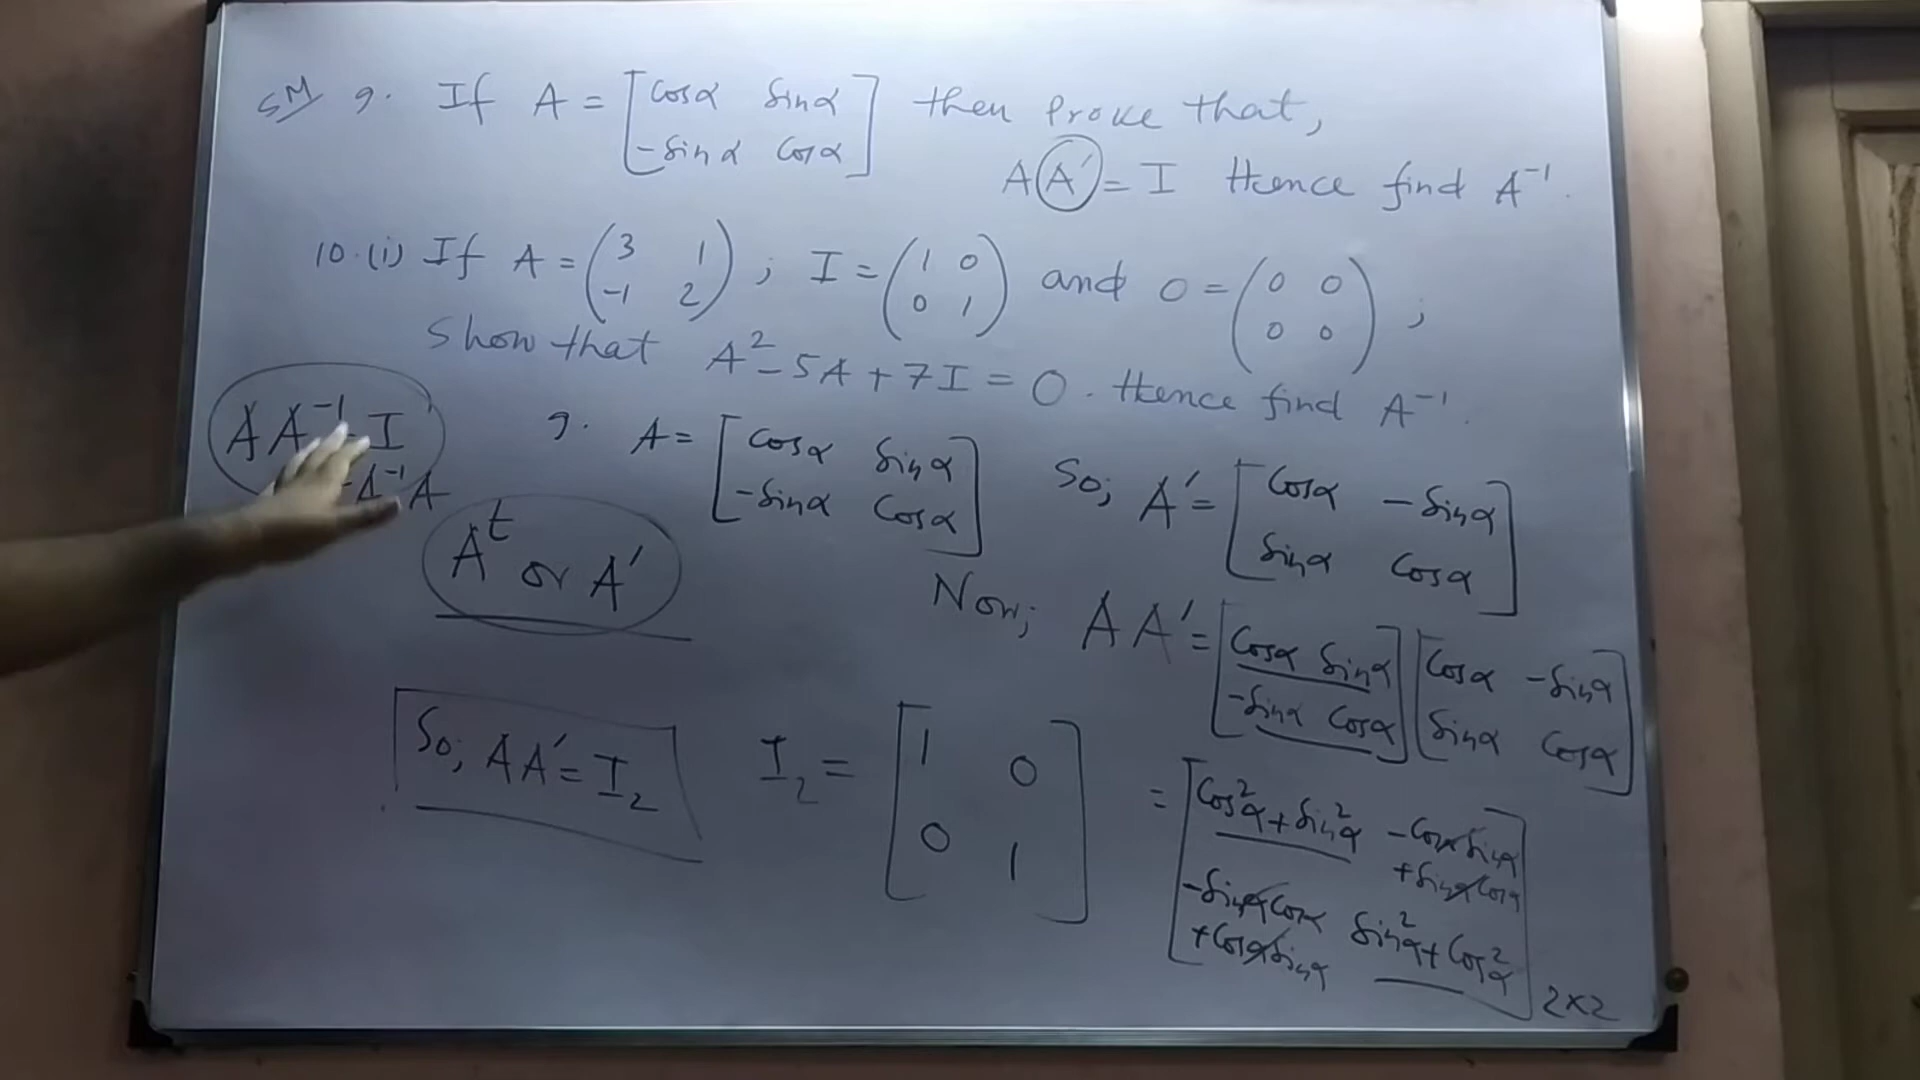 SM 9. If A = [cosα sinα
-sinα cosα] then Prove that,
A A′ = I Hence find A⁻¹.
10.(i) If A = (3 1
-1 2) ; I = (1 0
0 1) and O = (0 0
0 0) ;
Show that A² - 5A + 7I = O. Hence find A⁻¹.
A A⁻¹ = I
A⁻¹A
Aᵗ or A′
9. A = [cosα sinα
-sinα cosα] So; A′ = [cosα -sinα
sinα cosα]
Now; AA′ = [cosα sinα
-sinα cosα] [cosα -sinα
sinα cosα]
= [cos²α + sin²α -cosα sinα
+ sinα cosα
-sinα cosα
+ cosα sinα sin²α + cos²α] 2×2
I₂ = [1 0
0 1]
So; AA′ = I₂